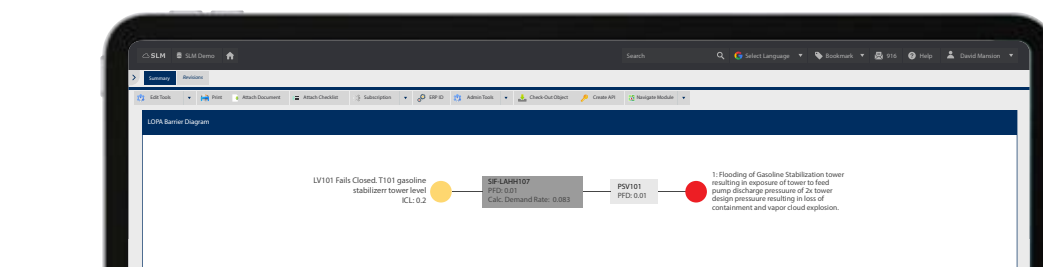 SLM SLM Demo Search Select Language Bookmark 916 Help David Mansion
Summary Revisions
Edit Tools Print Attach Document Attach Checklist Subscription ERP ID Admin Tools Check-Out Object Create API Navigate Module
LOPA Barrier Diagram
LV101 Fails Closed. T101 gasoline
stabilizerr tower level
ICL: 0.2
SIF-LAHH107
PFD: 0.01
Calc. Demand Rate: 0.083
PSV101
PFD: 0.01
1: Flooding of Gasoline Stabilization tower
resulting in exposure of tower to feed
pump discharge pressuure of 2x tower
design pressuure resulting in loss of
containment and vapor cloud explosion.